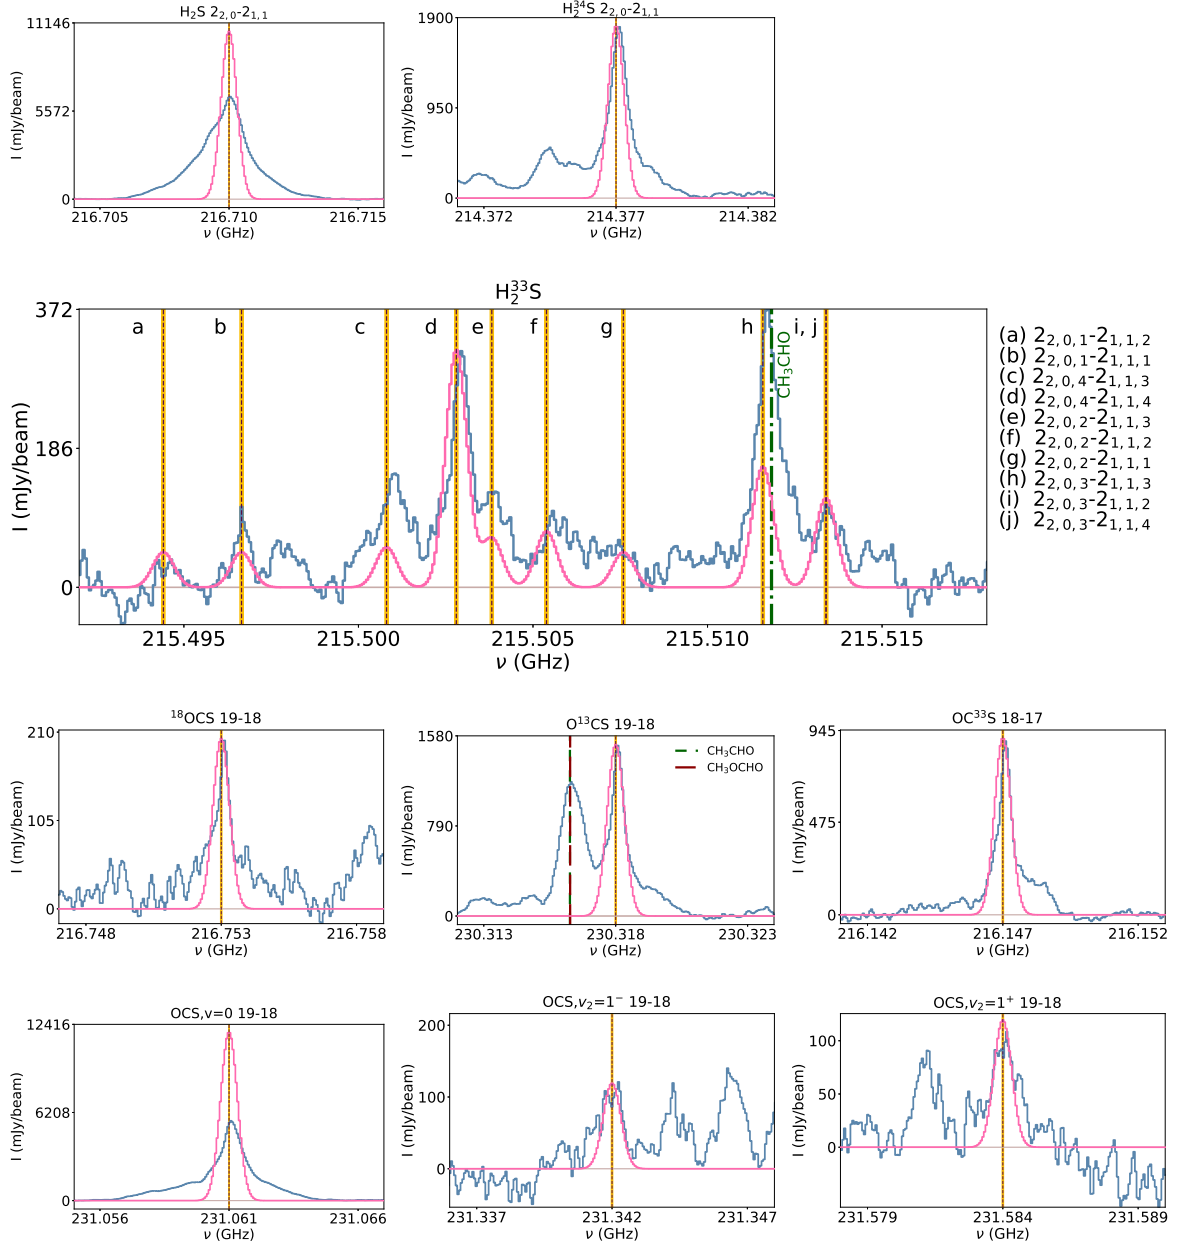 H₂S 2₂,₀-2₁,₁
11146
5572
0
I (mJy/beam)
216.705 216.710 216.715
ν (GHz)
H₂³⁴S 2₂,₀-2₁,₁
1900
950
0
I (mJy/beam)
214.372 214.377 214.382
ν (GHz)
H₂³³S
372
186
0
I (mJy/beam)
a b c d e f g h i, j
CH₃CHO
215.495 215.500 215.505 215.510 215.515
ν (GHz)
(a) 2₂,₀,₁-2₁,₁,₂
(b) 2₂,₀,₁-2₁,₁,₁
(c) 2₂,₀,₄-2₁,₁,₃
(d) 2₂,₀,₄-2₁,₁,₄
(e) 2₂,₀,₂-2₁,₁,₃
(f) 2₂,₀,₂-2₁,₁,₂
(g) 2₂,₀,₂-2₁,₁,₁
(h) 2₂,₀,₃-2₁,₁,₃
(i) 2₂,₀,₃-2₁,₁,₂
(j) 2₂,₀,₃-2₁,₁,₄
¹⁸OCS 19-18
210
105
0
I (mJy/beam)
216.748 216.753 216.758
ν (GHz)
O¹³CS 19-18
1580
790
0
I (mJy/beam)
CH₃CHO
CH₃OCHO
230.313 230.318 230.323
ν (GHz)
OC³³S 18-17
945
475
0
I (mJy/beam)
216.142 216.147 216.152
ν (GHz)
OCS,v=0 19-18
12416
6208
0
I (mJy/beam)
231.056 231.061 231.066
ν (GHz)
OCS,ν₂=1⁻ 19-18
200
100
0
I (mJy/beam)
231.337 231.342 231.347
ν (GHz)
OCS,ν₂=1⁺ 19-18
100
50
0
I (mJy/beam)
231.579 231.584 231.589
ν (GHz)